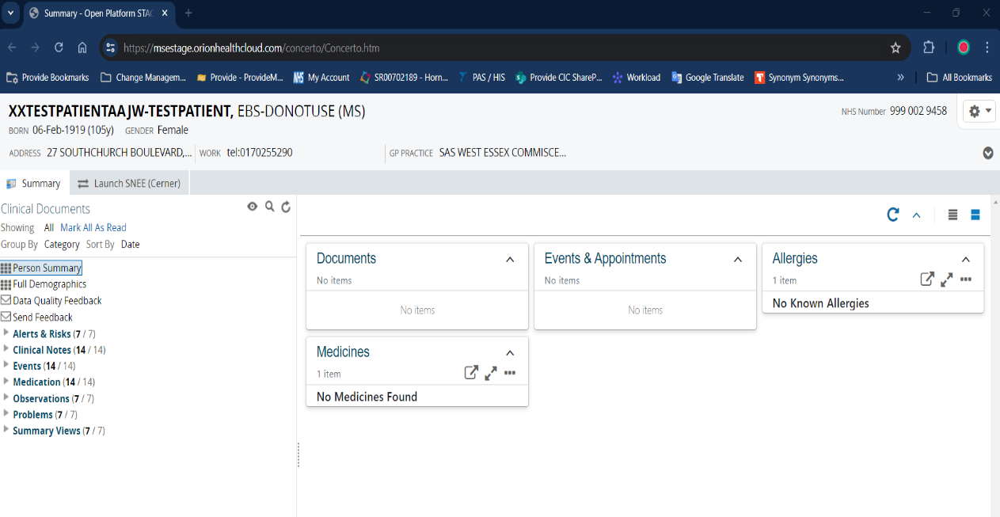 Summary - Open Platform STAG
https://msestage.orionhealthcloud.com/concerto/Concerto.htm
Provide Bookmarks Change Managem... Provide - ProvideM... NHS My Account SR00702189 - Horn... PAS / HIS Provide CIC ShareP... Workload Google Translate Synonym Synonyms... » All Bookmarks
XXTESTPATIENTAAJW-TESTPATIENT, EBS-DONOTUSE (MS) NHS Number 999 002 9458
BORN 06-Feb-1919 (105y) GENDER Female
ADDRESS 27 SOUTHCHURCH BOULEVARD,... WORK tel:0170255290 GP PRACTICE SAS WEST ESSEX COMMISCE...
Summary Launch SNEE (Cerner)
Clinical Documents
Showing All Mark All As Read
Group By Category Sort By Date
Person Summary
Full Demographics
Data Quality Feedback
Send Feedback
Alerts & Risks (7 / 7)
Clinical Notes (14 / 14)
Events (14 / 14)
Medication (14 / 14)
Observations (7 / 7)
Problems (7 / 7)
Summary Views (7 / 7)
Documents
No items
No items
Events & Appointments
No items
No items
Allergies
1 item
No Known Allergies
Medicines
1 item
No Medicines Found